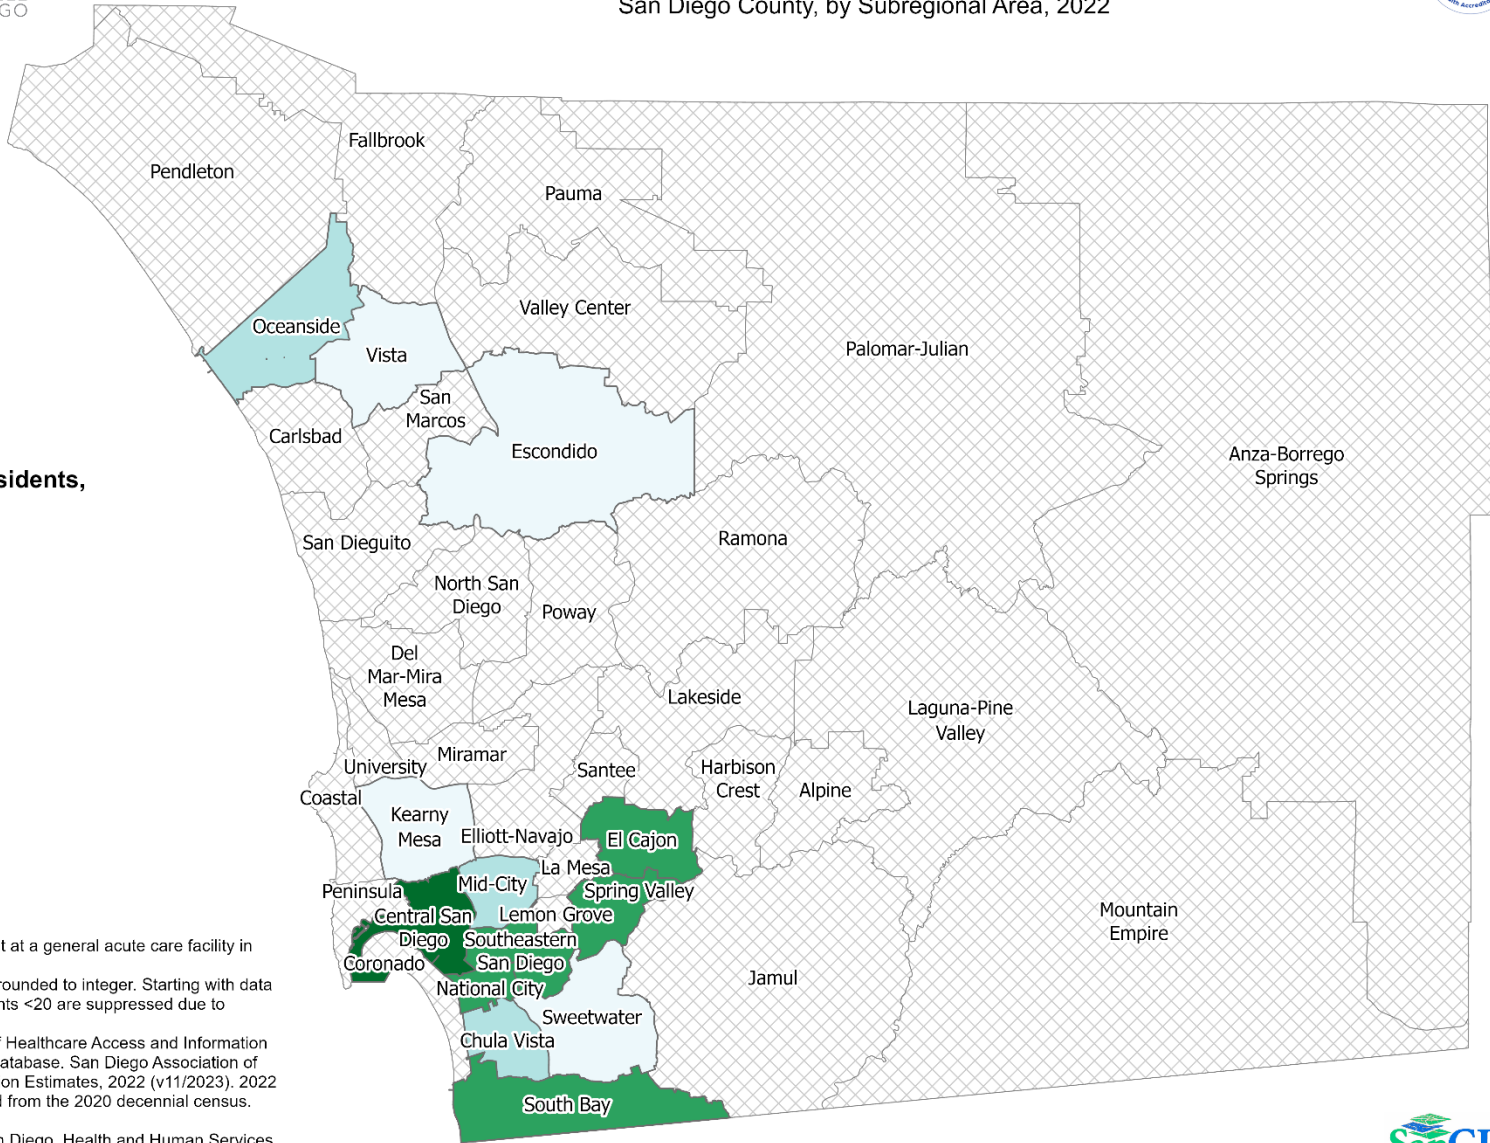 GO
San Diego County, by Subregional Area, 2022
Fallbrook
Pendleton
Pauma
Valley Center
Oceanside
Vista
Palomar-Julian
San
Marcos
Carlsbad
Escondido
Anza-Borrego
Springs
sidents,
Ramona
San Dieguito
North San
Diego
Poway
Del
Mar-Mira
Mesa
Lakeside
Laguna-Pine
Valley
Miramar
University
Santee
Harbison
Crest
Alpine
Coastal
Kearny
Mesa
Elliott-Navajo
El Cajon
La Mesa
Mid-City
Peninsula
Spring Valley
Central San
Diego
Lemon Grove
Southeastern
San Diego
Coronado
National City
Mountain
Empire
Jamul
Sweetwater
Chula Vista
South Bay
t at a general acute care facility in
rounded to integer. Starting with data
nts <20 are suppressed due to
f Healthcare Access and Information
atabase. San Diego Association of
on Estimates, 2022 (v11/2023). 2022
d from the 2020 decennial census.
n Diego, Health and Human Services